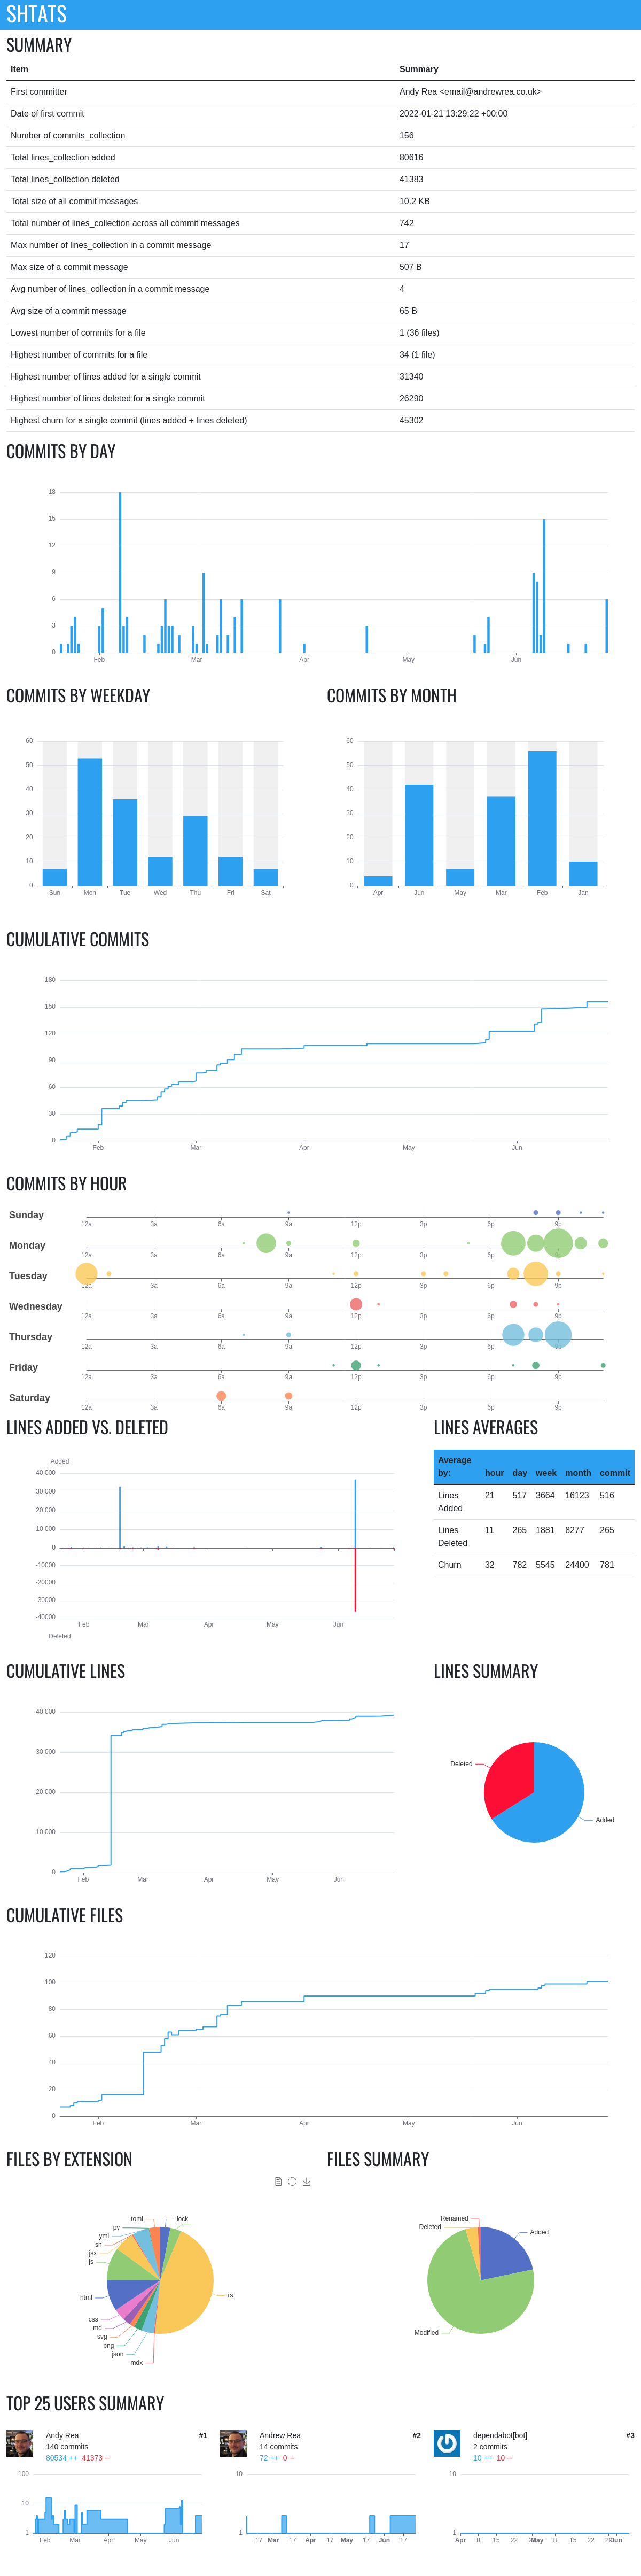 SHTATS
SUMMARY
Item Summary
First committer Andy Rea <email@andrewrea.co.uk>
Date of first commit 2022-01-21 13:29:22 +00:00
Number of commits_collection 156
Total lines_collection added 80616
Total lines_collection deleted 41383
Total size of all commit messages 10.2 KB
Total number of lines_collection across all commit messages 742
Max number of lines_collection in a commit message 17
Max size of a commit message 507 B
Avg number of lines_collection in a commit message 4
Avg size of a commit message 65 B
Lowest number of commits for a file 1 (36 files)
Highest number of commits for a file 34 (1 file)
Highest number of lines added for a single commit 31340
Highest number of lines deleted for a single commit 26290
Highest churn for a single commit (lines added + lines deleted) 45302
COMMITS BY DAY
18
15
12
9
6
3
0
Feb Mar Apr May Jun
COMMITS BY WEEKDAY COMMITS BY MONTH
60 60
50 50
40 40
30 30
20 20
10 10
0 0
Sun Mon Tue Wed Thu Fri Sat Apr Jun May Mar Feb Jan
CUMULATIVE COMMITS
180
150
120
90
60
30
0
Feb Mar Apr May Jun
COMMITS BY HOUR
Sunday
12a 3a 6a 9a 12p 3p 6p 9p
Monday
12a 3a 6a 9a 12p 3p 6p 9p
Tuesday
12a 3a 6a 9a 12p 3p 6p 9p
Wednesday
12a 3a 6a 9a 12p 3p 6p 9p
Thursday
12a 3a 6a 9a 12p 3p 6p 9p
Friday
12a 3a 6a 9a 12p 3p 6p 9p
Saturday
12a 3a 6a 9a 12p 3p 6p 9p
LINES ADDED VS. DELETED LINES AVERAGES
Added
40,000
30,000
20,000
10,000
0
-10000
-20000
-30000
-40000
Feb Mar Apr May Jun
Deleted
Average
by: hour day week month commit
Lines
Added 21 517 3664 16123 516
Lines
Deleted 11 265 1881 8277 265
Churn 32 782 5545 24400 781
CUMULATIVE LINES LINES SUMMARY
40,000
30,000
20,000
10,000
0
Feb Mar Apr May Jun
Deleted
Added
CUMULATIVE FILES
120
100
80
60
40
20
0
Feb Mar Apr May Jun
FILES BY EXTENSION FILES SUMMARY
toml lock
py
yml
sh
jsx
js
html
css
md
svg
png
json
mdx
rs
Renamed
Deleted
Added
Modified
TOP 25 USERS SUMMARY
Andy Rea #1
140 commits
80534 ++ 41373 --
100
10
1
Feb Mar Apr May Jun
Andrew Rea #2
14 commits
72 ++ 0 --
10
1
17 Mar 17 Apr 17 May 17 Jun 17
dependabot[bot] #3
2 commits
10 ++ 10 --
10
1
Apr 8 15 22 29 May 8 15 22 29 Jun